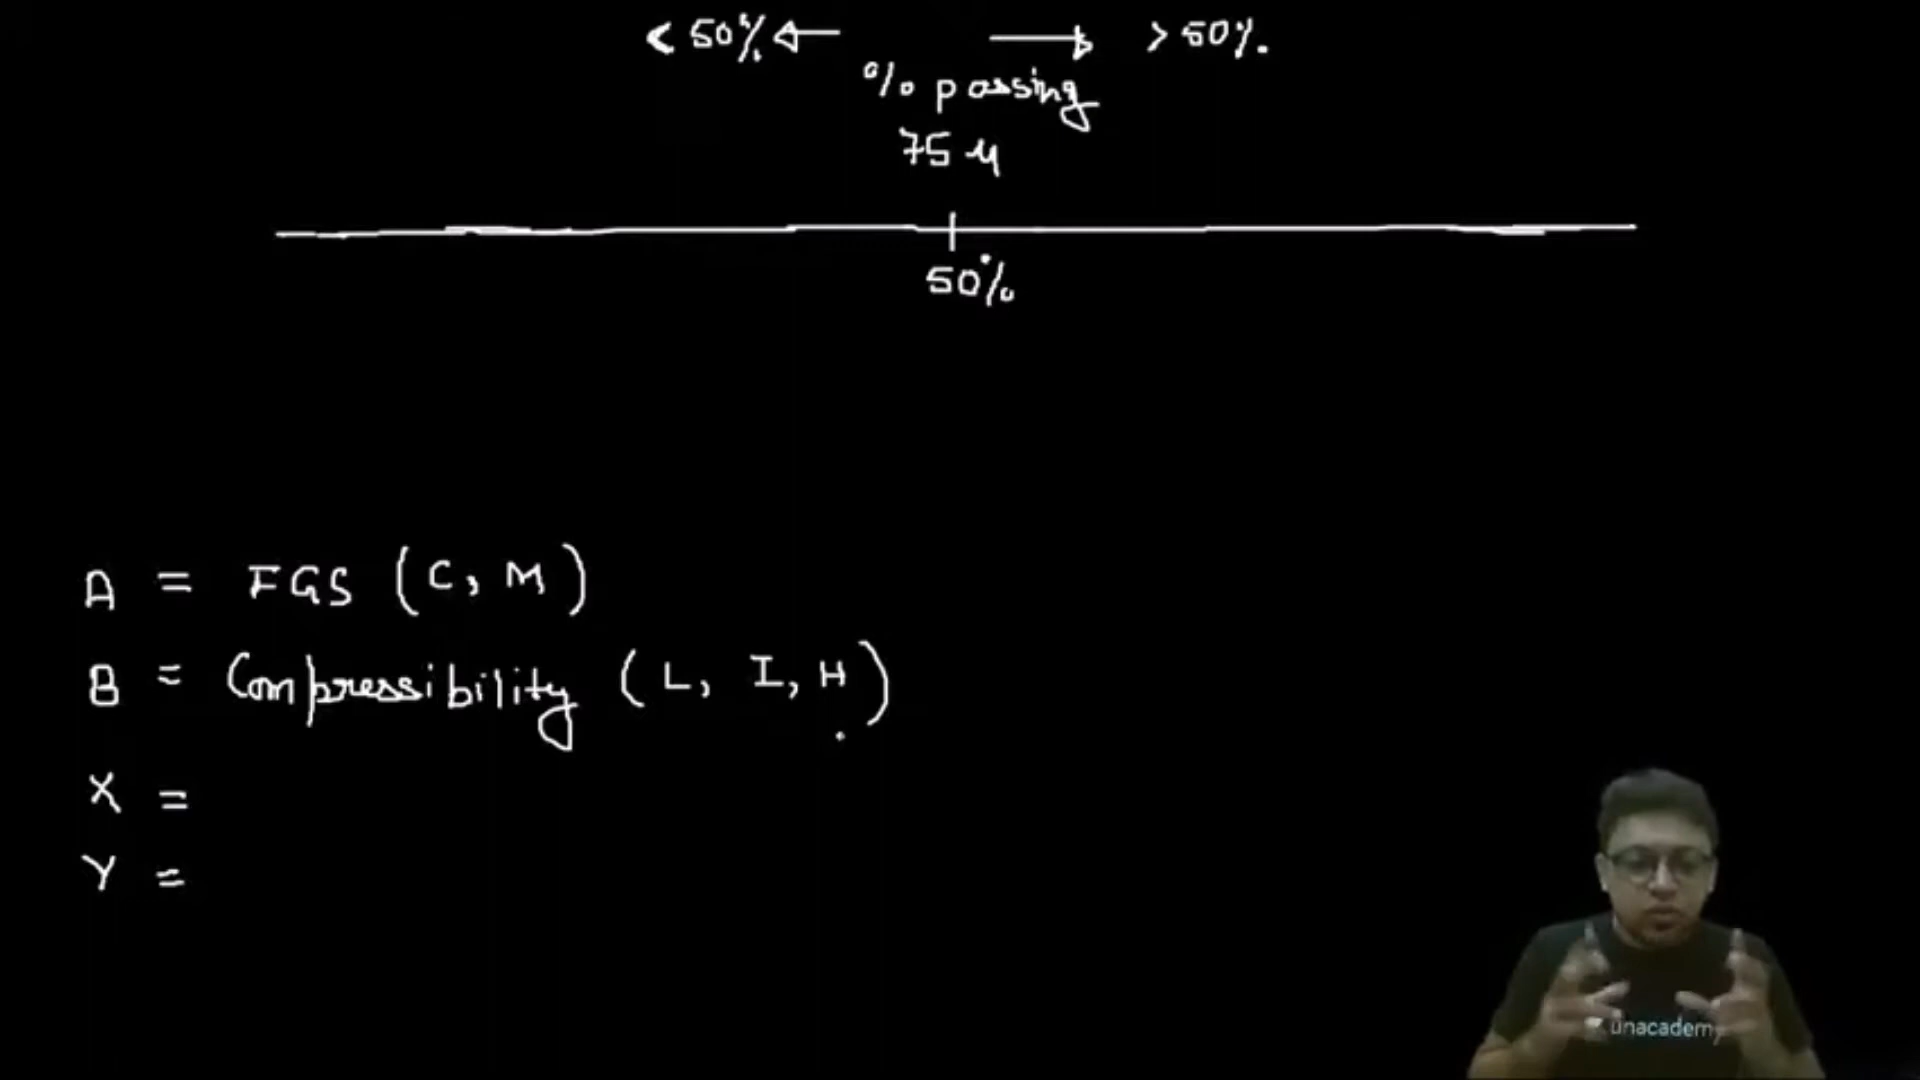 < 50% ← → > 50%.
% passing
75 μ
50%
A = FGS (C, M)
B = Compressibility (L, I, H)
X =
Y =
unacademy